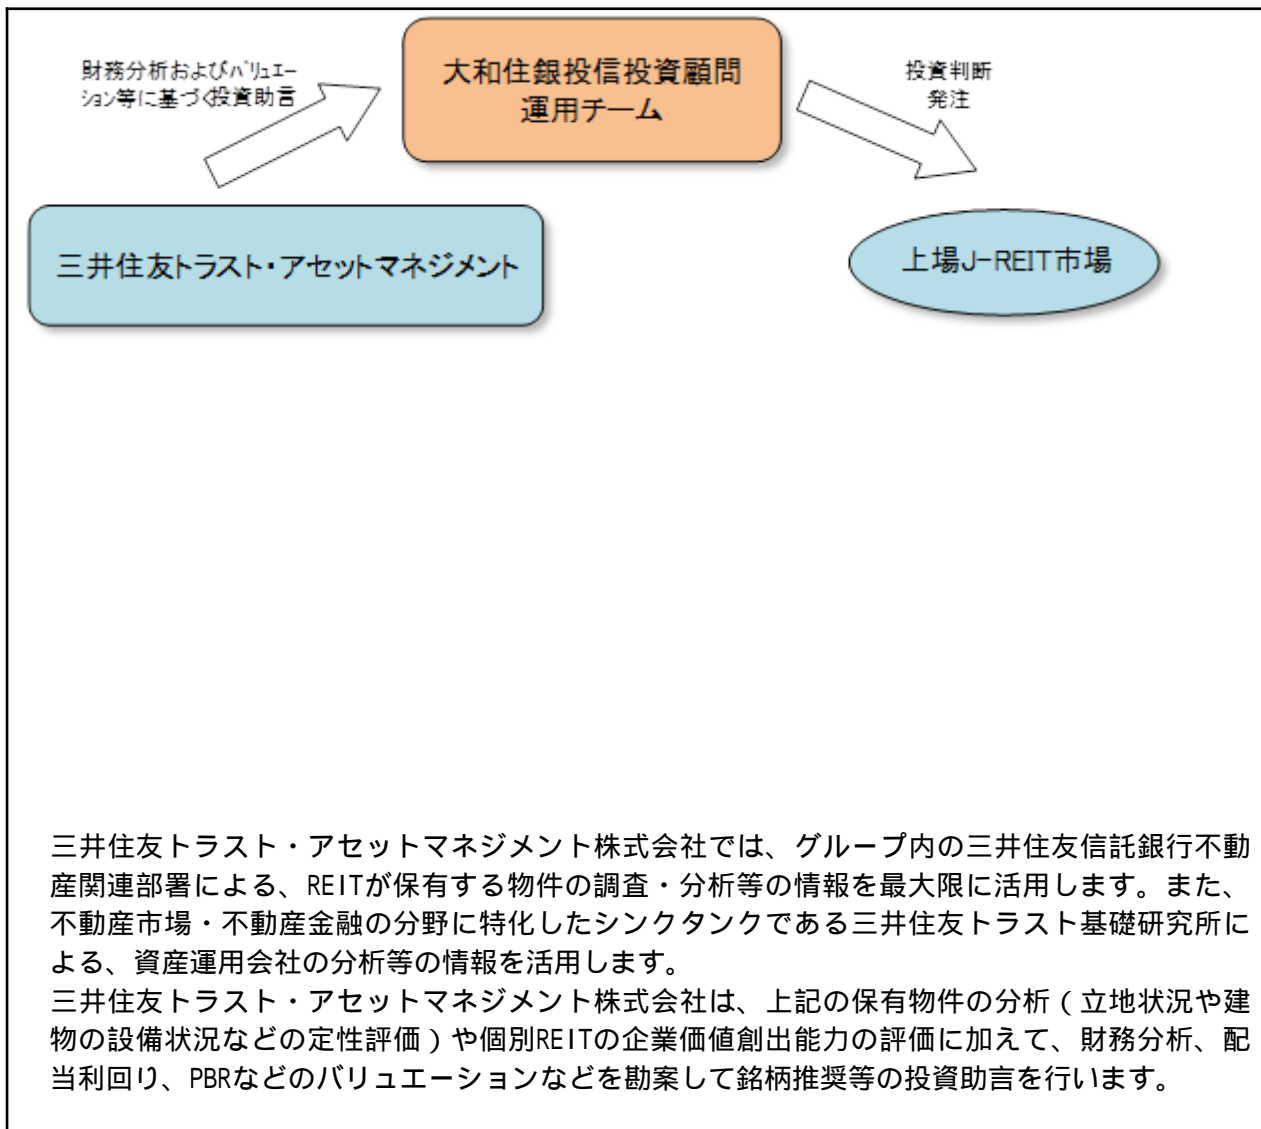 財務分析およびバリュエー
ション等に基づく投資助言
大和住銀投信投資顧問
運用チーム
投資判断
発注
三井住友トラスト・アセットマネジメント
上場J-REIT市場
三井住友トラスト・アセットマネジメント株式会社では、グループ内の三井住友信託銀行不動
産関連部署による、REITが保有する物件の調査・分析等の情報を最大限に活用します。また、
不動産市場・不動産金融の分野に特化したシンクタンクである三井住友トラスト基礎研究所に
よる、資産運用会社の分析等の情報を活用します。
三井住友トラスト・アセットマネジメント株式会社は、上記の保有物件の分析（立地状況や建
物の設備状況などの定性評価）や個別REITの企業価値創出能力の評価に加えて、財務分析、配
当利回り、PBRなどのバリュエーションなどを勘案して銘柄推奨等の投資助言を行います。